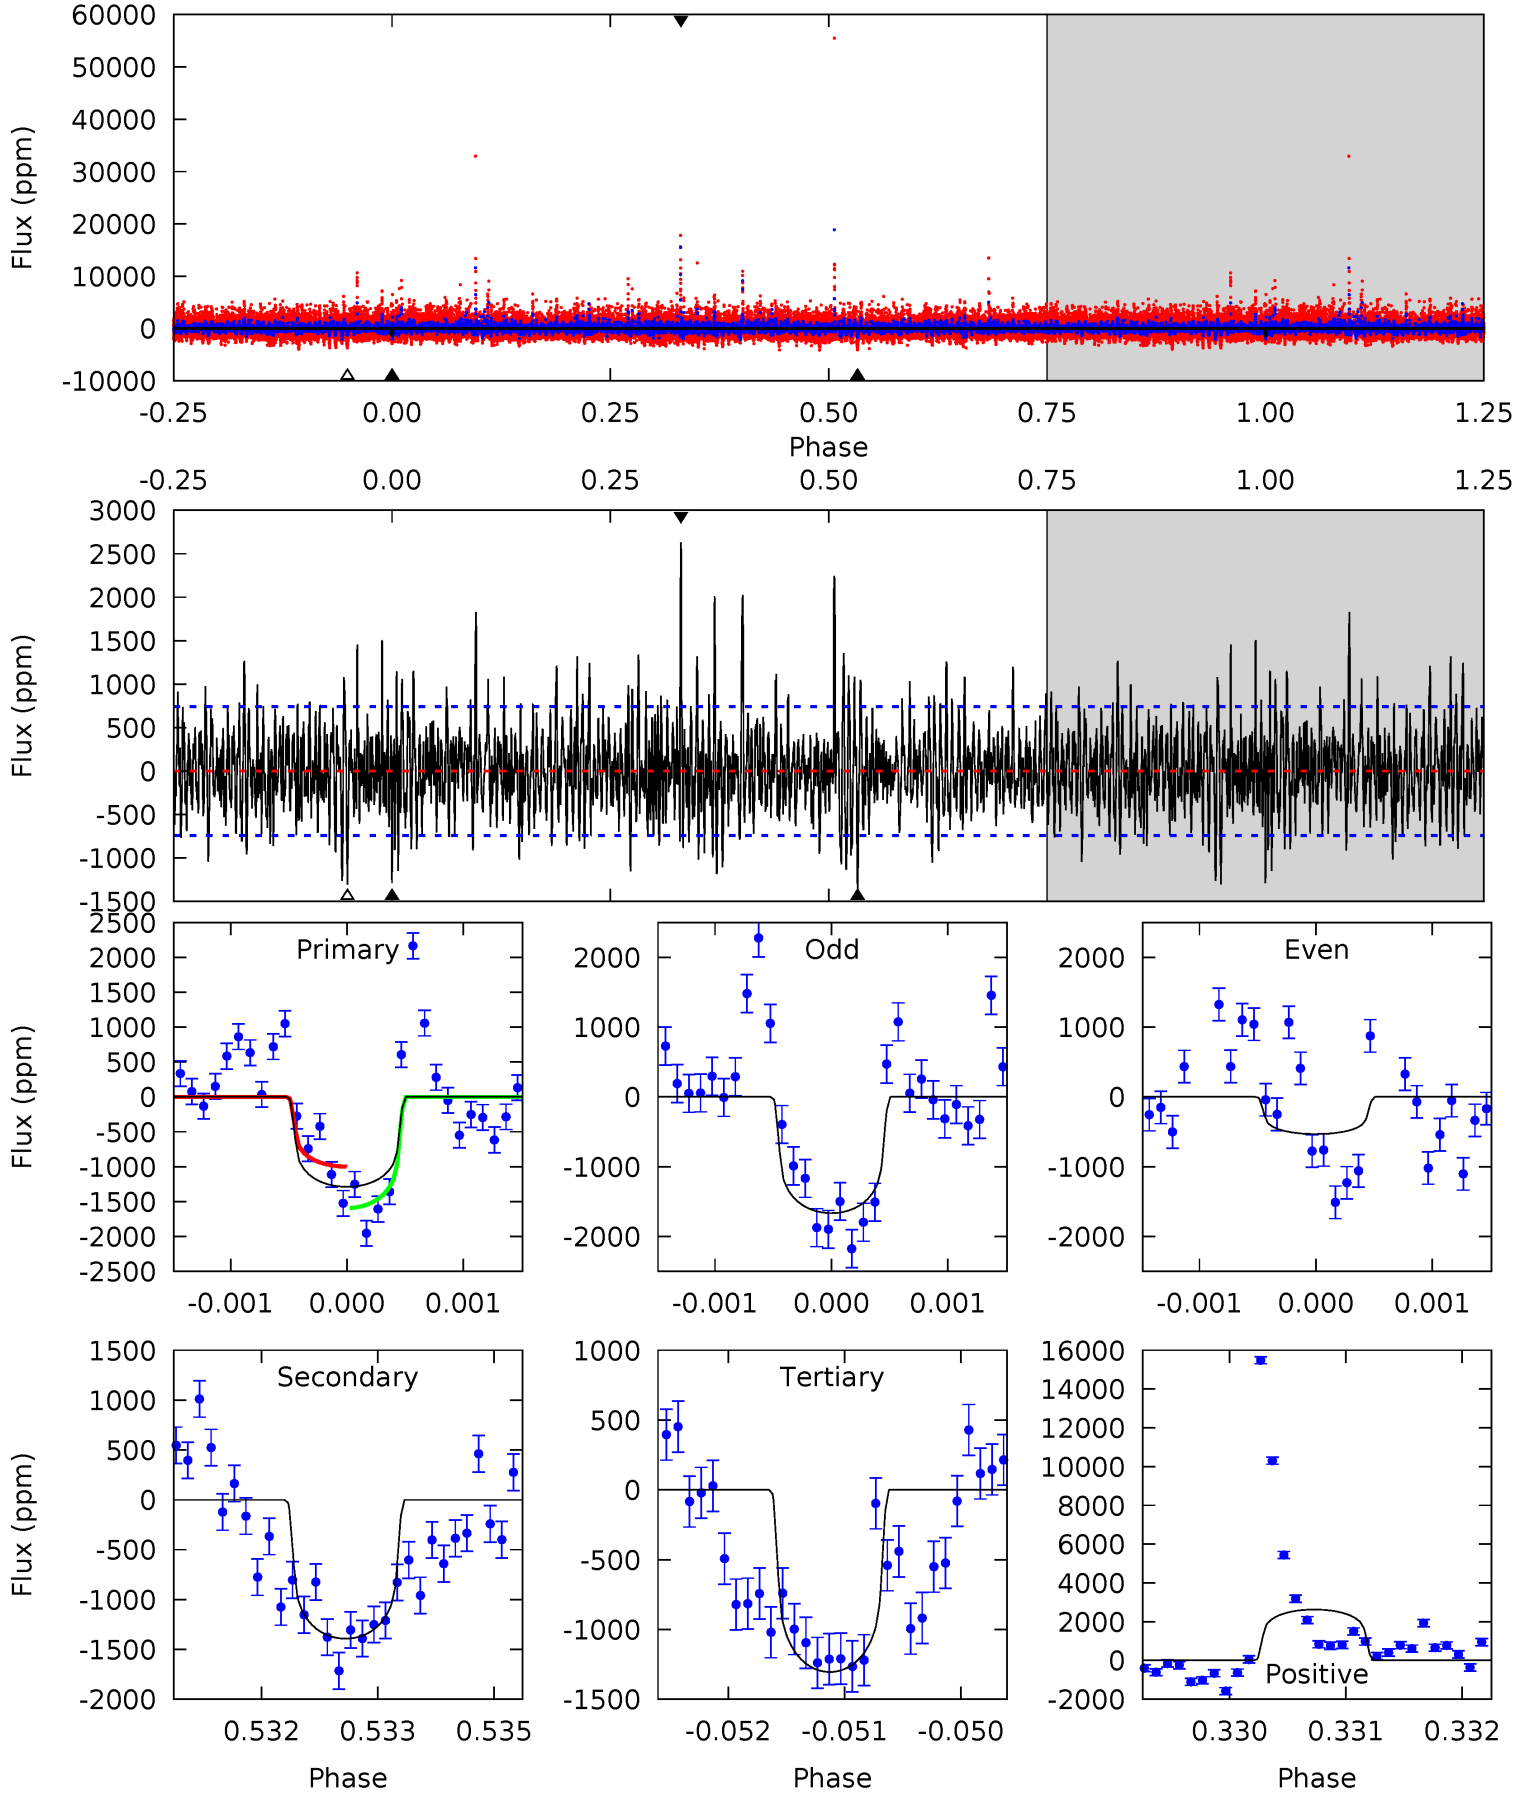 60000
50000
40000
30000
20000
10000
0
-10000
Flux (ppm)
-0.25 0.00 0.25 0.50 0.75 1.00 1.25
Phase
-0.25 0.00 0.25 0.50 0.75 1.00 1.25
3000
2500
2000
1500
1000
500
0
-500
-1000
-1500
Flux (ppm)
Primary
2500
2000
1500
1000
500
0
-500
-1000
-1500
-2000
-2500
Flux (ppm)
-0.001 0.000 0.001
Odd
2000
1000
0
-1000
-2000
-0.001 0.000 0.001
Even
2000
1000
0
-1000
-2000
-0.001 0.000 0.001
Secondary
1500
1000
500
0
-500
-1000
-1500
-2000
Flux (ppm)
0.532 0.533 0.535
Phase
Tertiary
1000
500
0
-500
-1000
-1500
-0.052 -0.051 -0.050
Phase
Positive
16000
14000
12000
10000
8000
6000
4000
2000
0
-2000
0.330 0.331 0.332
Phase